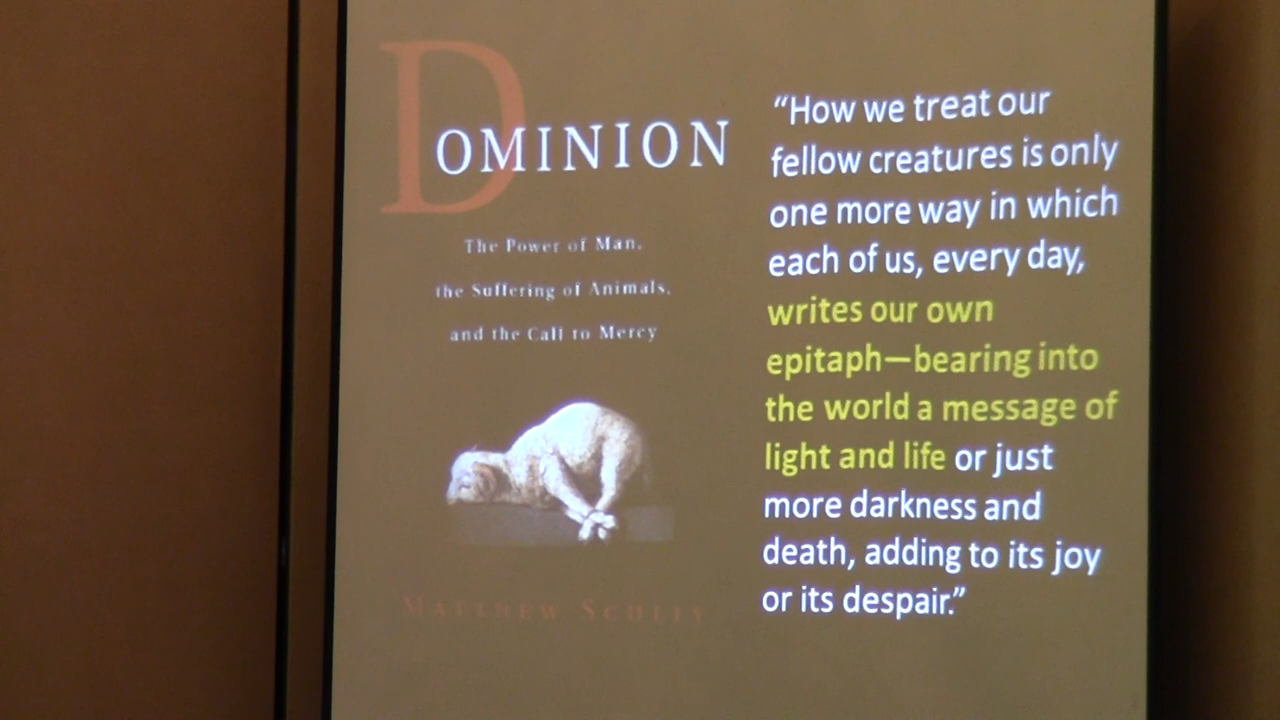 DOMINION
The Power of Man,
the Suffering of Animals,
and the Call to Mercy
MATTHEW SCULLY
“How we treat our
fellow creatures is only
one more way in which
each of us, every day,
writes our own
epitaph—bearing into
the world a message of
light and life or just
more darkness and
death, adding to its joy
or its despair.”